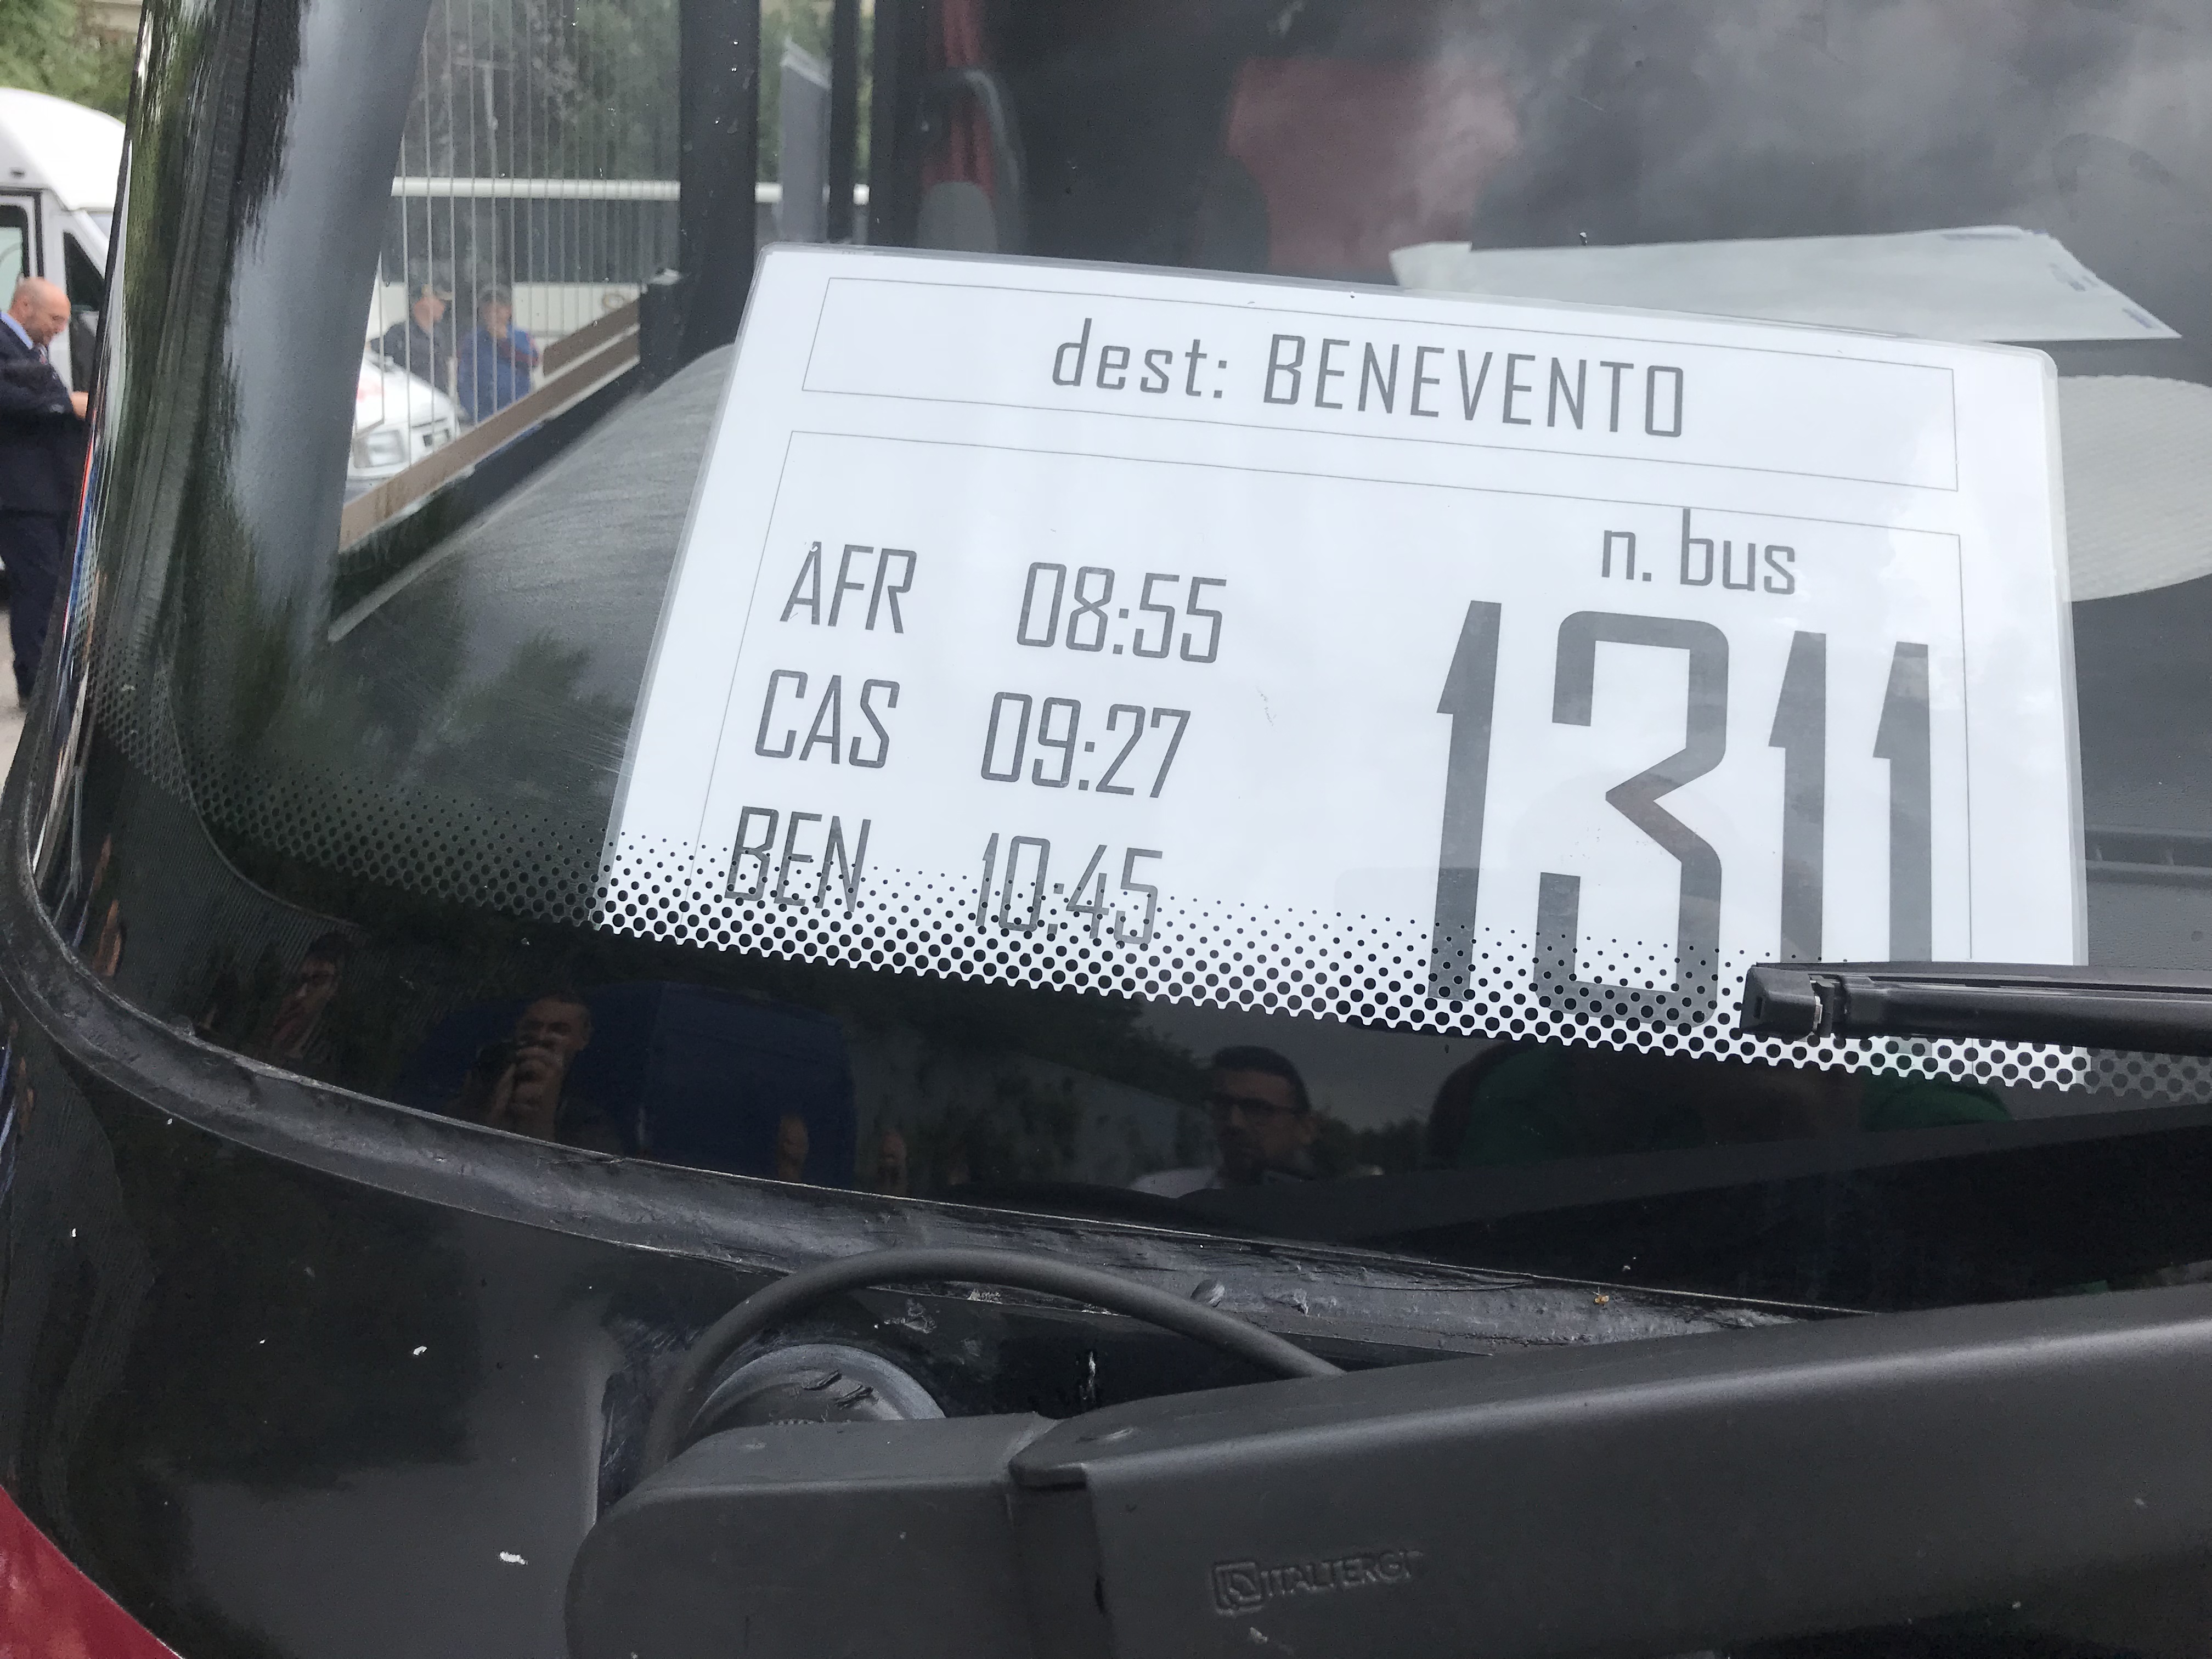 dest: BENEVENTO
n. bus
1311
AFR 08:55
CAS 09:27
BEN 10:45
ITALTERGI